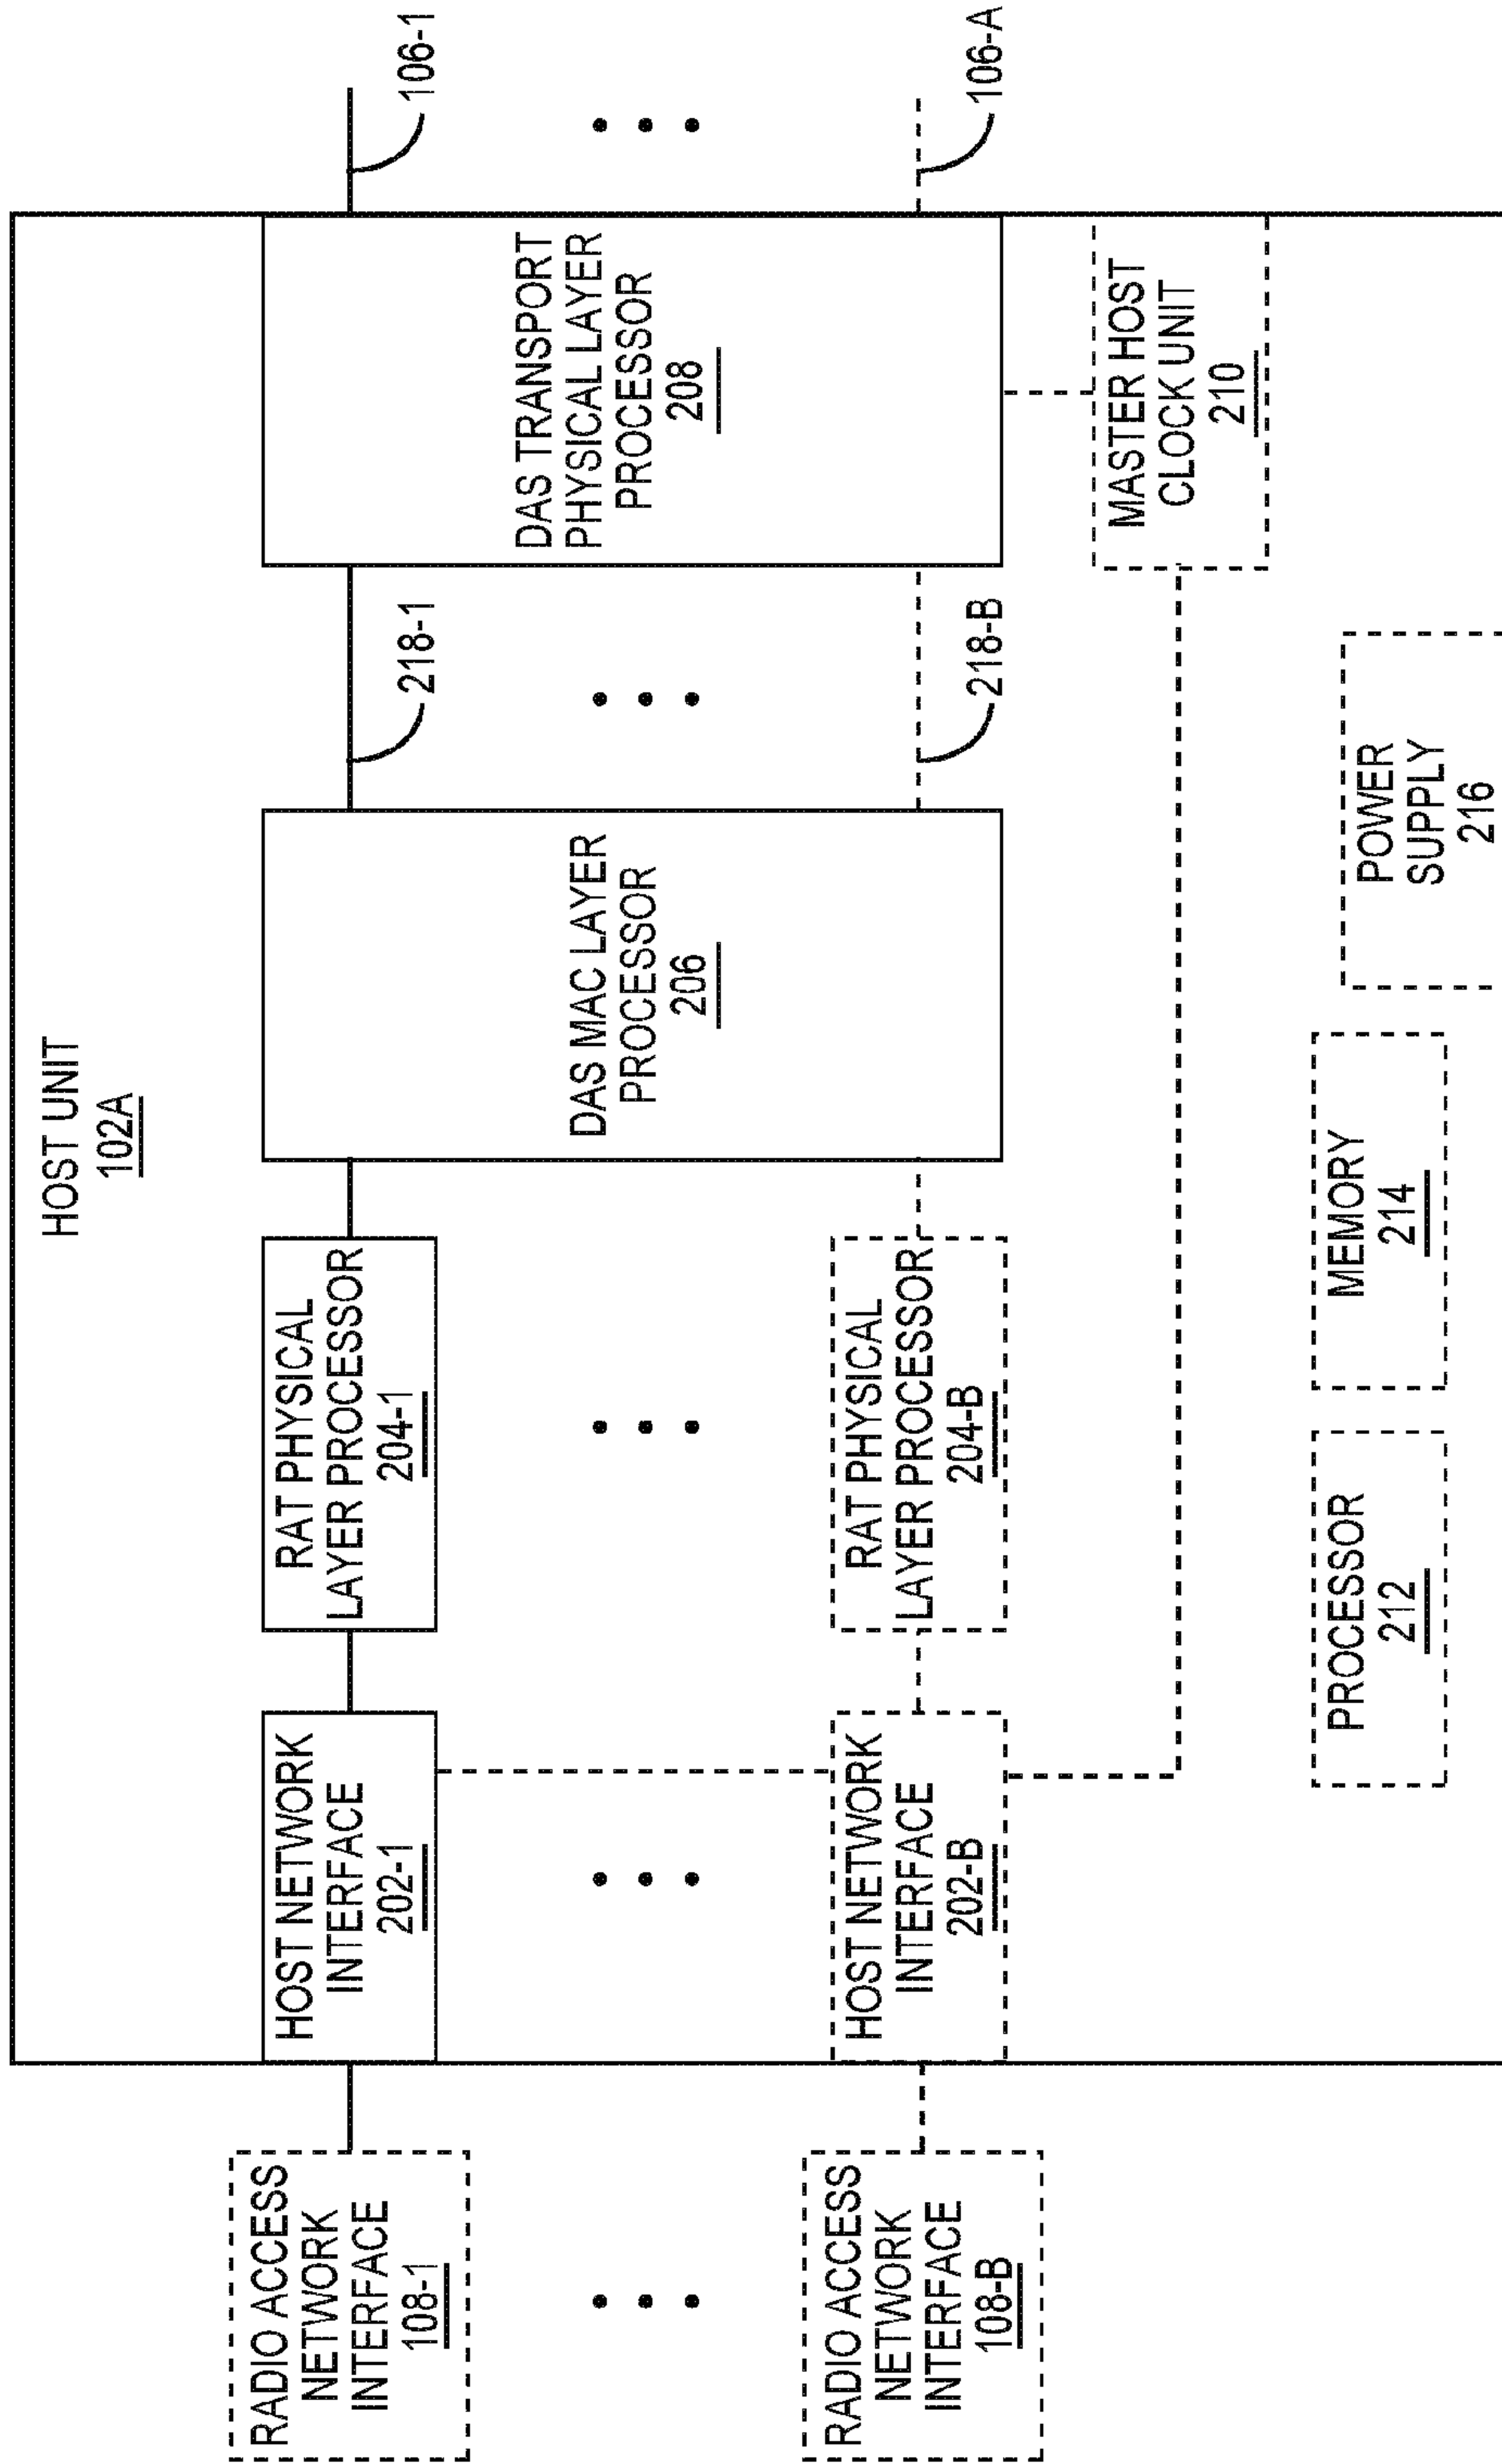 HOST UNIT
102A
RADIO ACCESS
NETWORK
INTERFACE
108-1
HOST NETWORK
INTERFACE
202-1
RAT PHYSICAL
LAYER PROCESSOR
204-1
DAS MAC LAYER
PROCESSOR
206
218-1
DAS TRANSPORT
PHYSICAL LAYER
PROCESSOR
208
106-1
RADIO ACCESS
NETWORK
INTERFACE
108-B
HOST NETWORK
INTERFACE
202-B
RAT PHYSICAL
LAYER PROCESSOR
204-B
218-B
106-A
MASTER HOST
CLOCK UNIT
210
PROCESSOR
212
MEMORY
214
POWER
SUPPLY
216